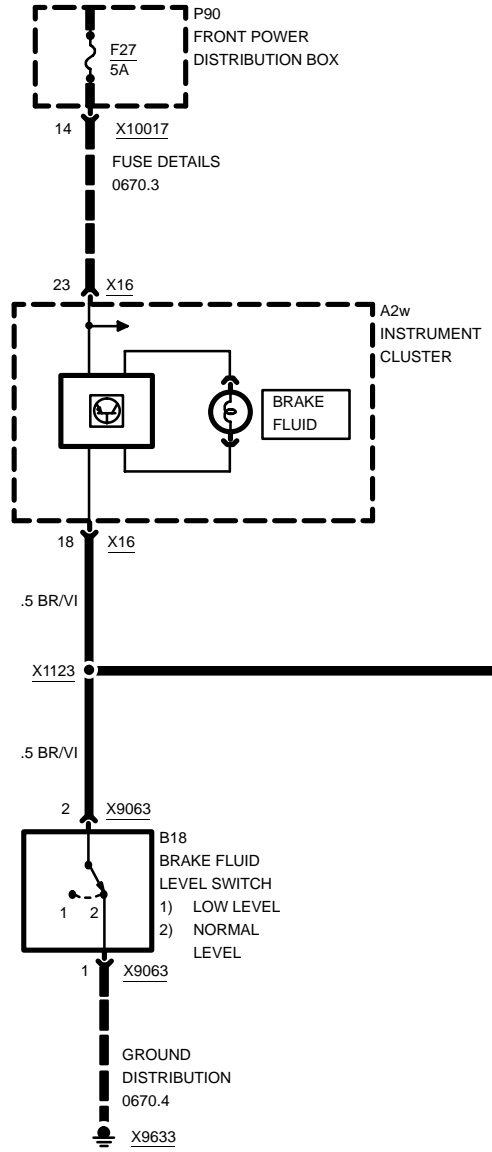 P90
FRONT POWER
DISTRIBUTION BOX
F27
5A
14 X10017
FUSE DETAILS
0670.3
23 X16
A2w
INSTRUMENT
CLUSTER
BRAKE
FLUID
18 X16
.5 BR/VI
X1123
.5 BR/VI
2 X9063
B18
BRAKE FLUID
LEVEL SWITCH
1) LOW LEVEL
2) NORMAL
LEVEL
1 2
1 X9063
GROUND
DISTRIBUTION
0670.4
X9633